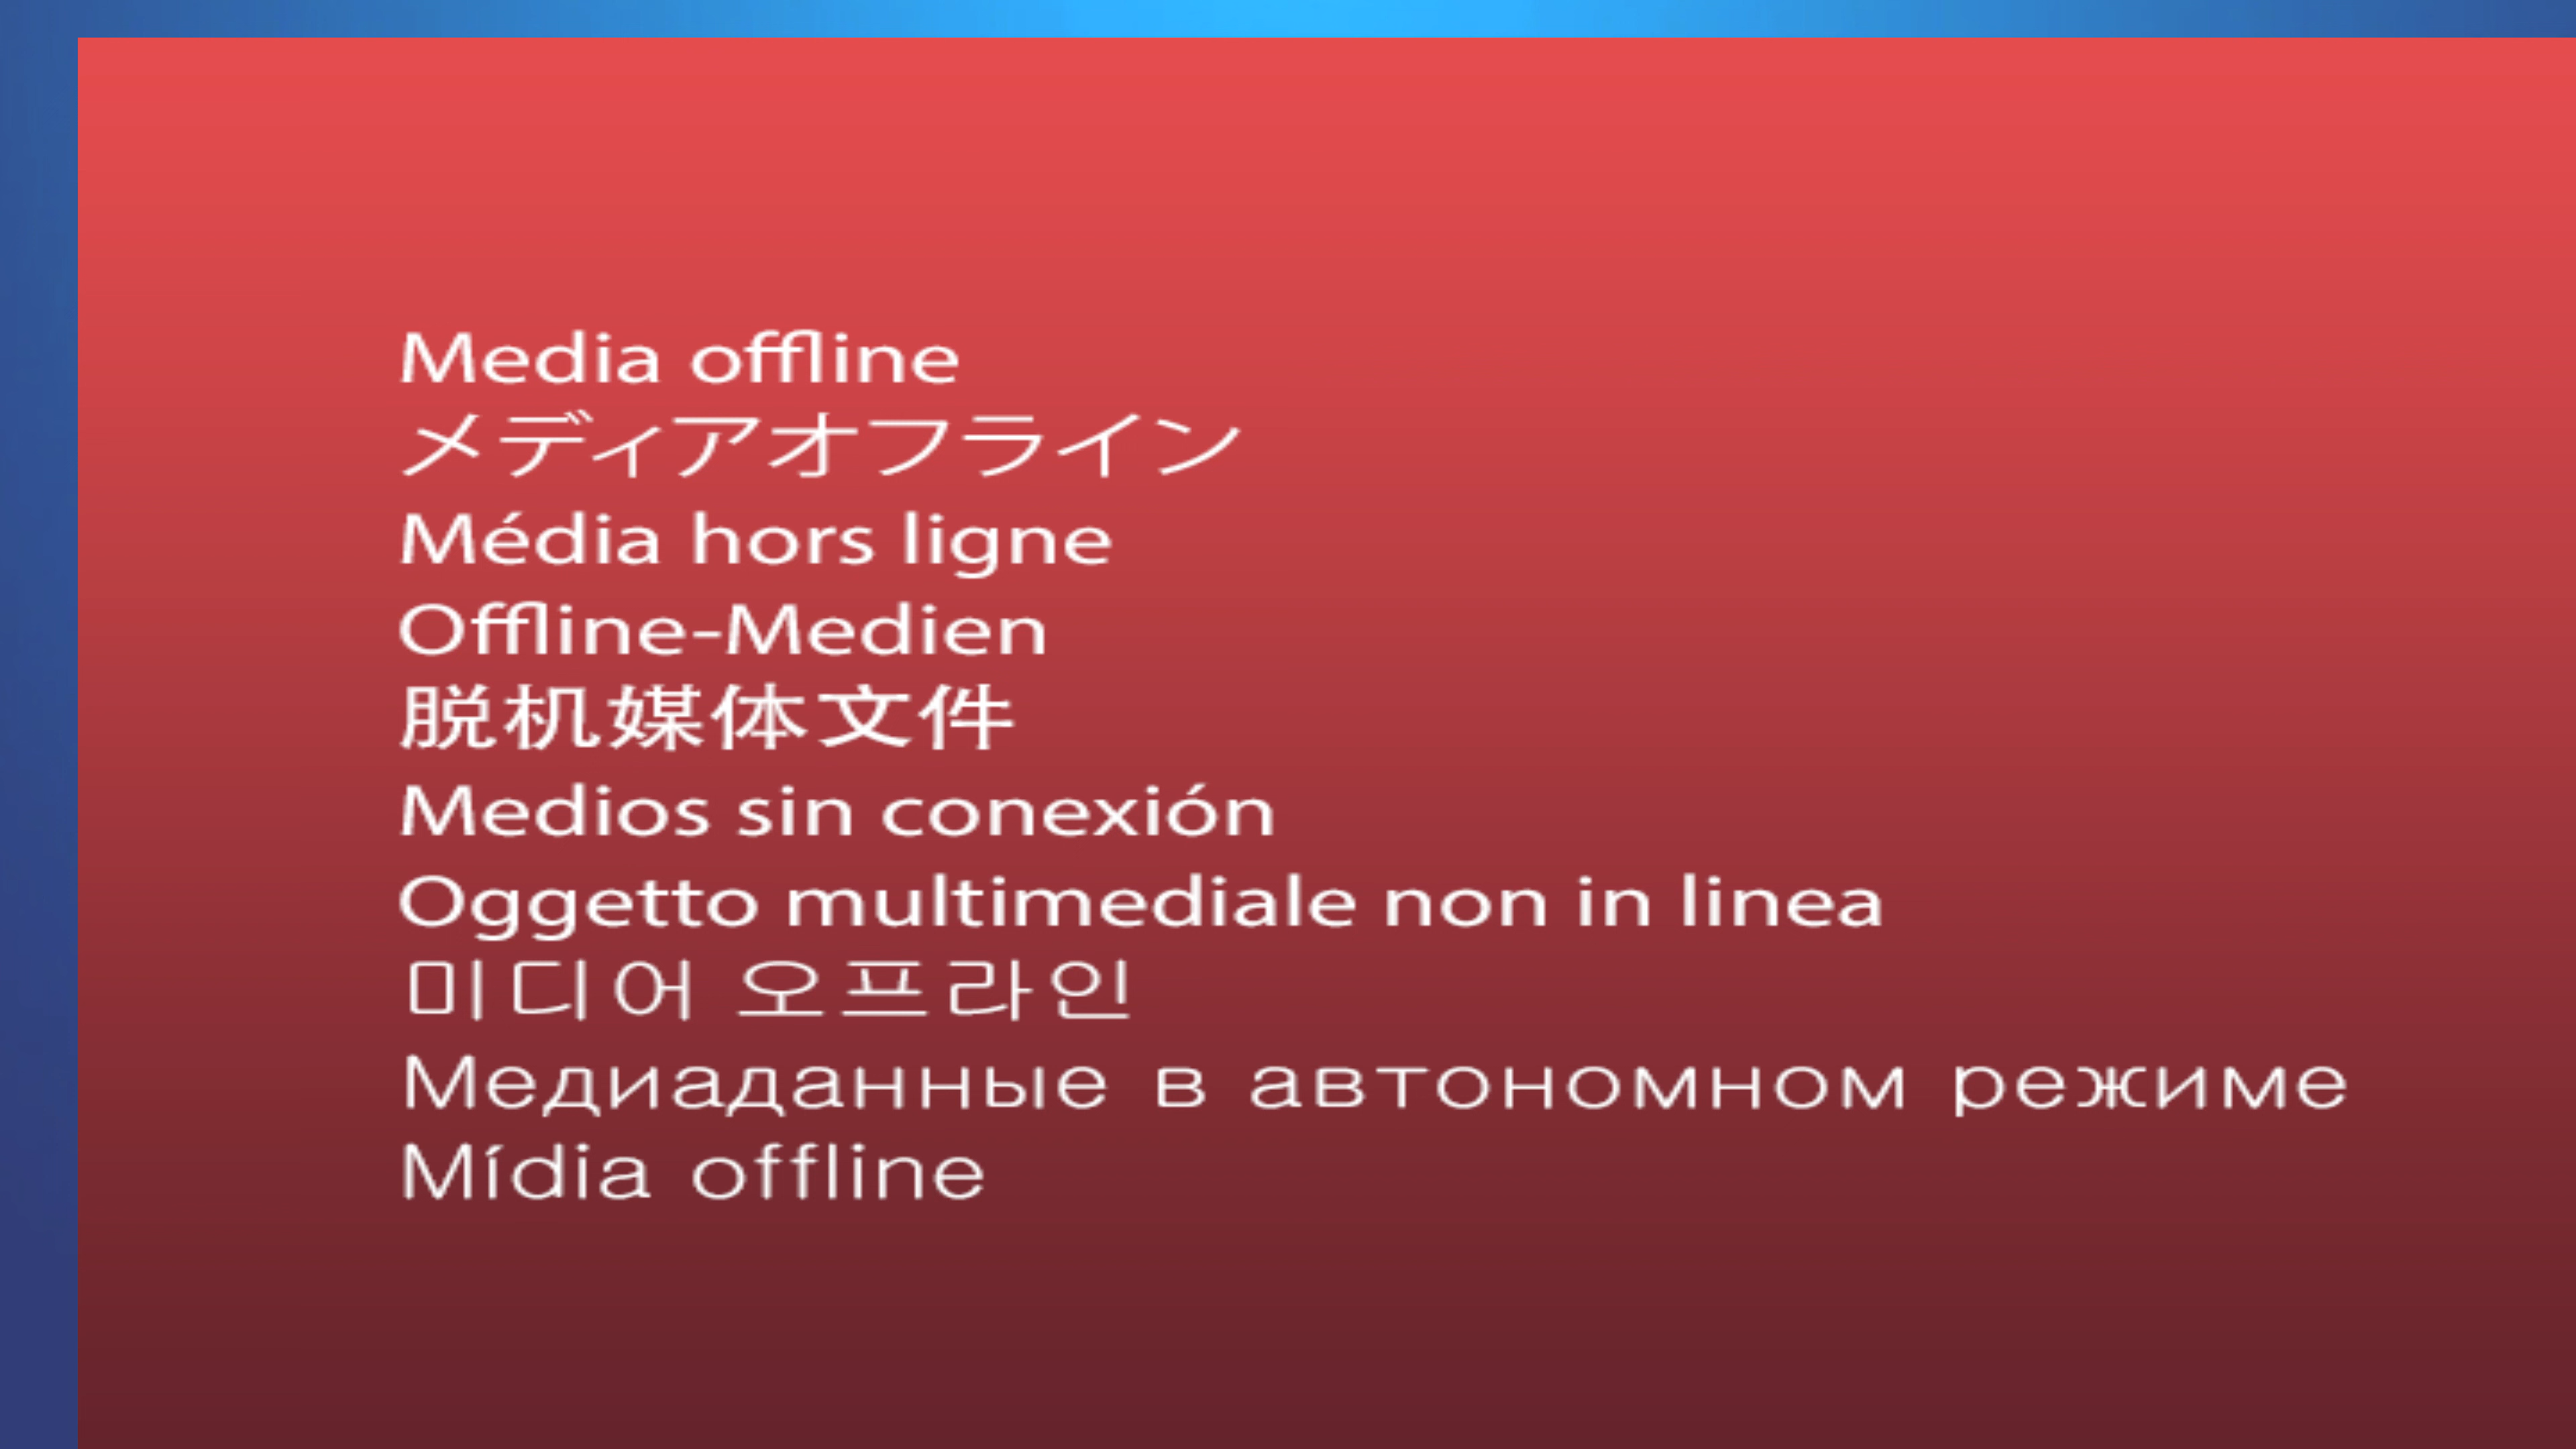 Media offline
メディアオフライン
Média hors ligne
Offline-Medien
脱机媒体文件
Medios sin conexión
Oggetto multimediale non in linea
미디어 오프라인
Медиаданные в автономном режиме
Mídia offline